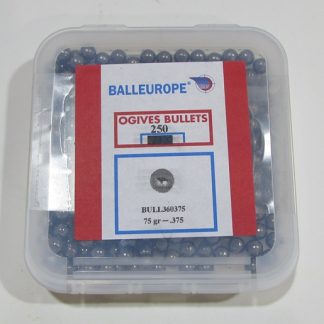 BALLEUROPE®
OGIVES BULLETS
250
BULL360375
75 gr – .375